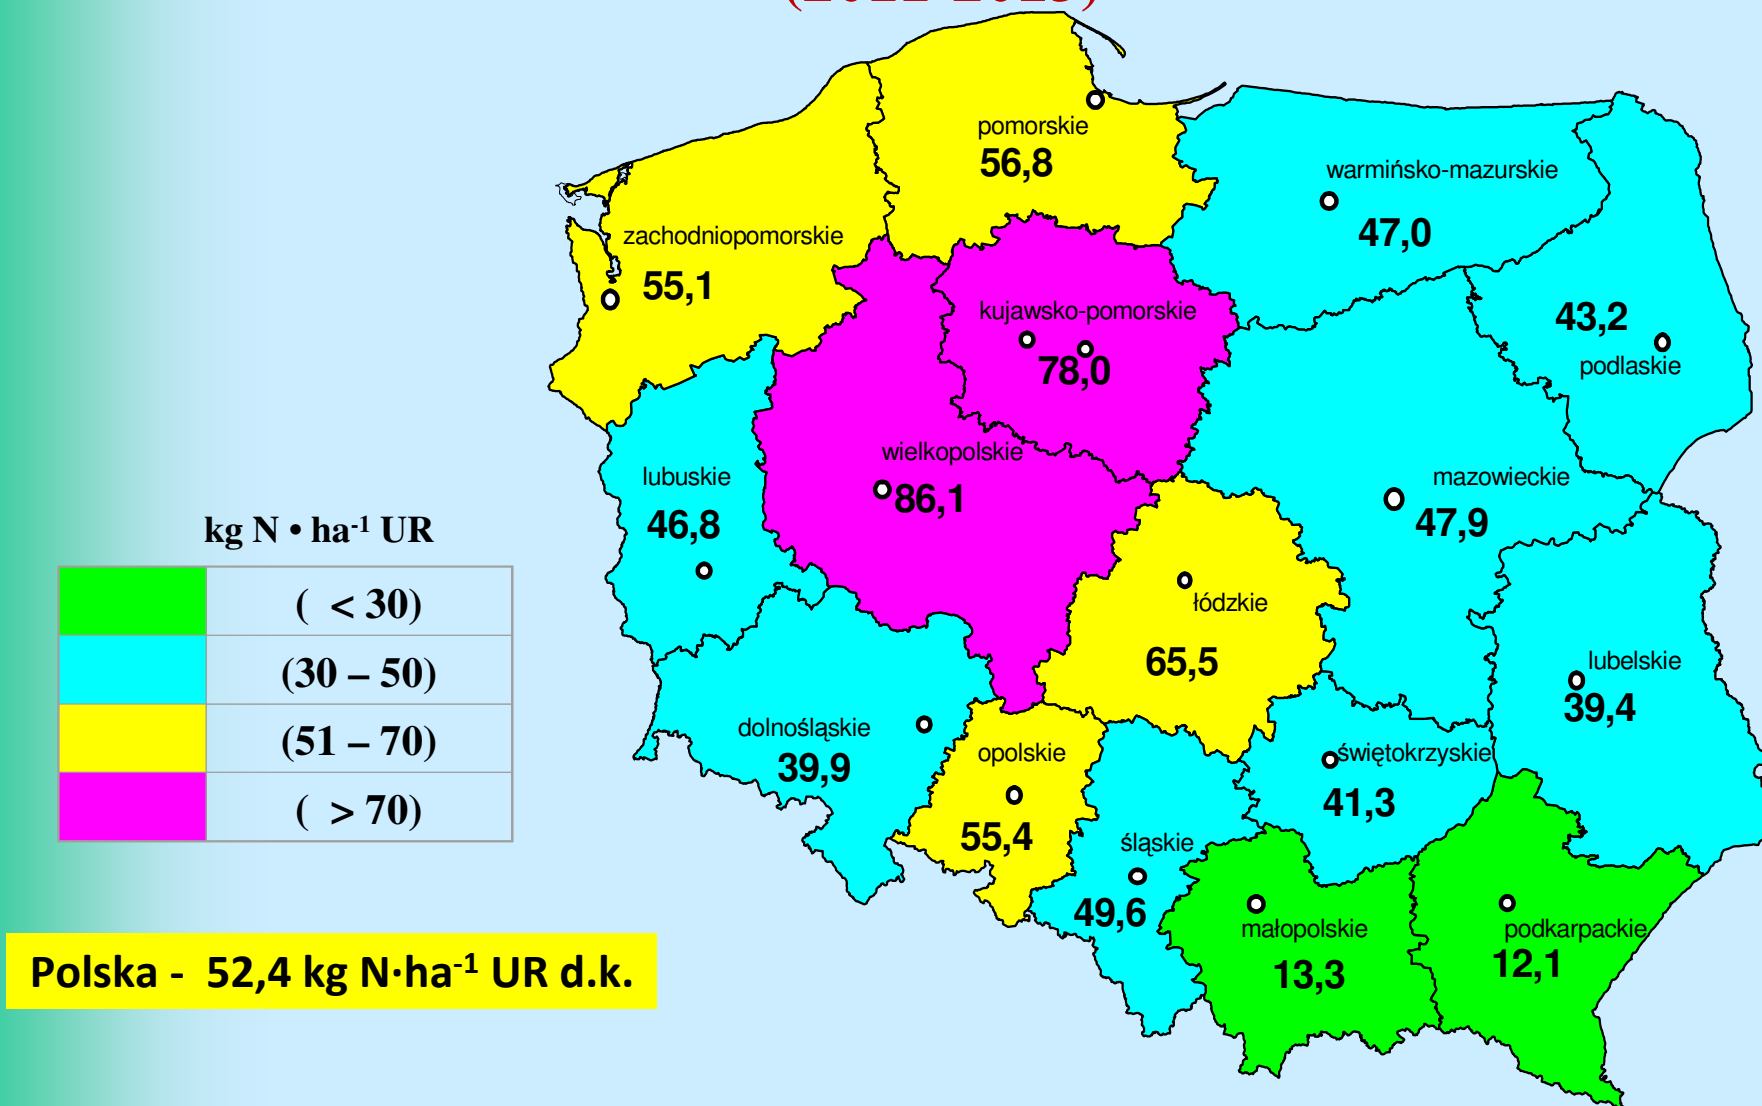 pomorskie
56,8
warmińsko-mazurskie
47,0
zachodniopomorskie
55,1
kujawsko-pomorskie
78,0
43,2
podlaskie
wielkopolskie
86,1
lubuskie
46,8
mazowieckie
47,9
kg N • ha⁻¹ UR
( < 30)
(30 – 50)
(51 – 70)
( > 70)
łódzkie
65,5
lubelskie
39,4
dolnośląskie
39,9
opolskie
55,4
świętokrzyskie
41,3
śląskie
49,6
małopolskie
13,3
podkarpackie
12,1
Polska - 52,4 kg N·ha⁻¹ UR d.k.